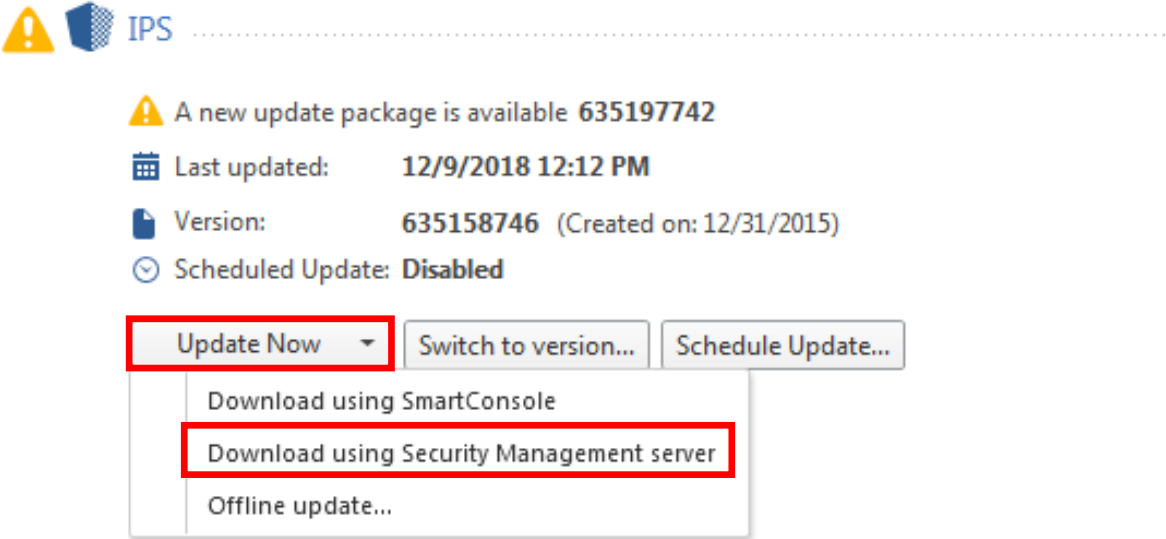 IPS
A new update package is available 635197742
Last updated: 12/9/2018 12:12 PM
Version: 635158746 (Created on: 12/31/2015)
Scheduled Update: Disabled
Update Now Switch to version... Schedule Update...
Download using SmartConsole
Download using Security Management server
Offline update...